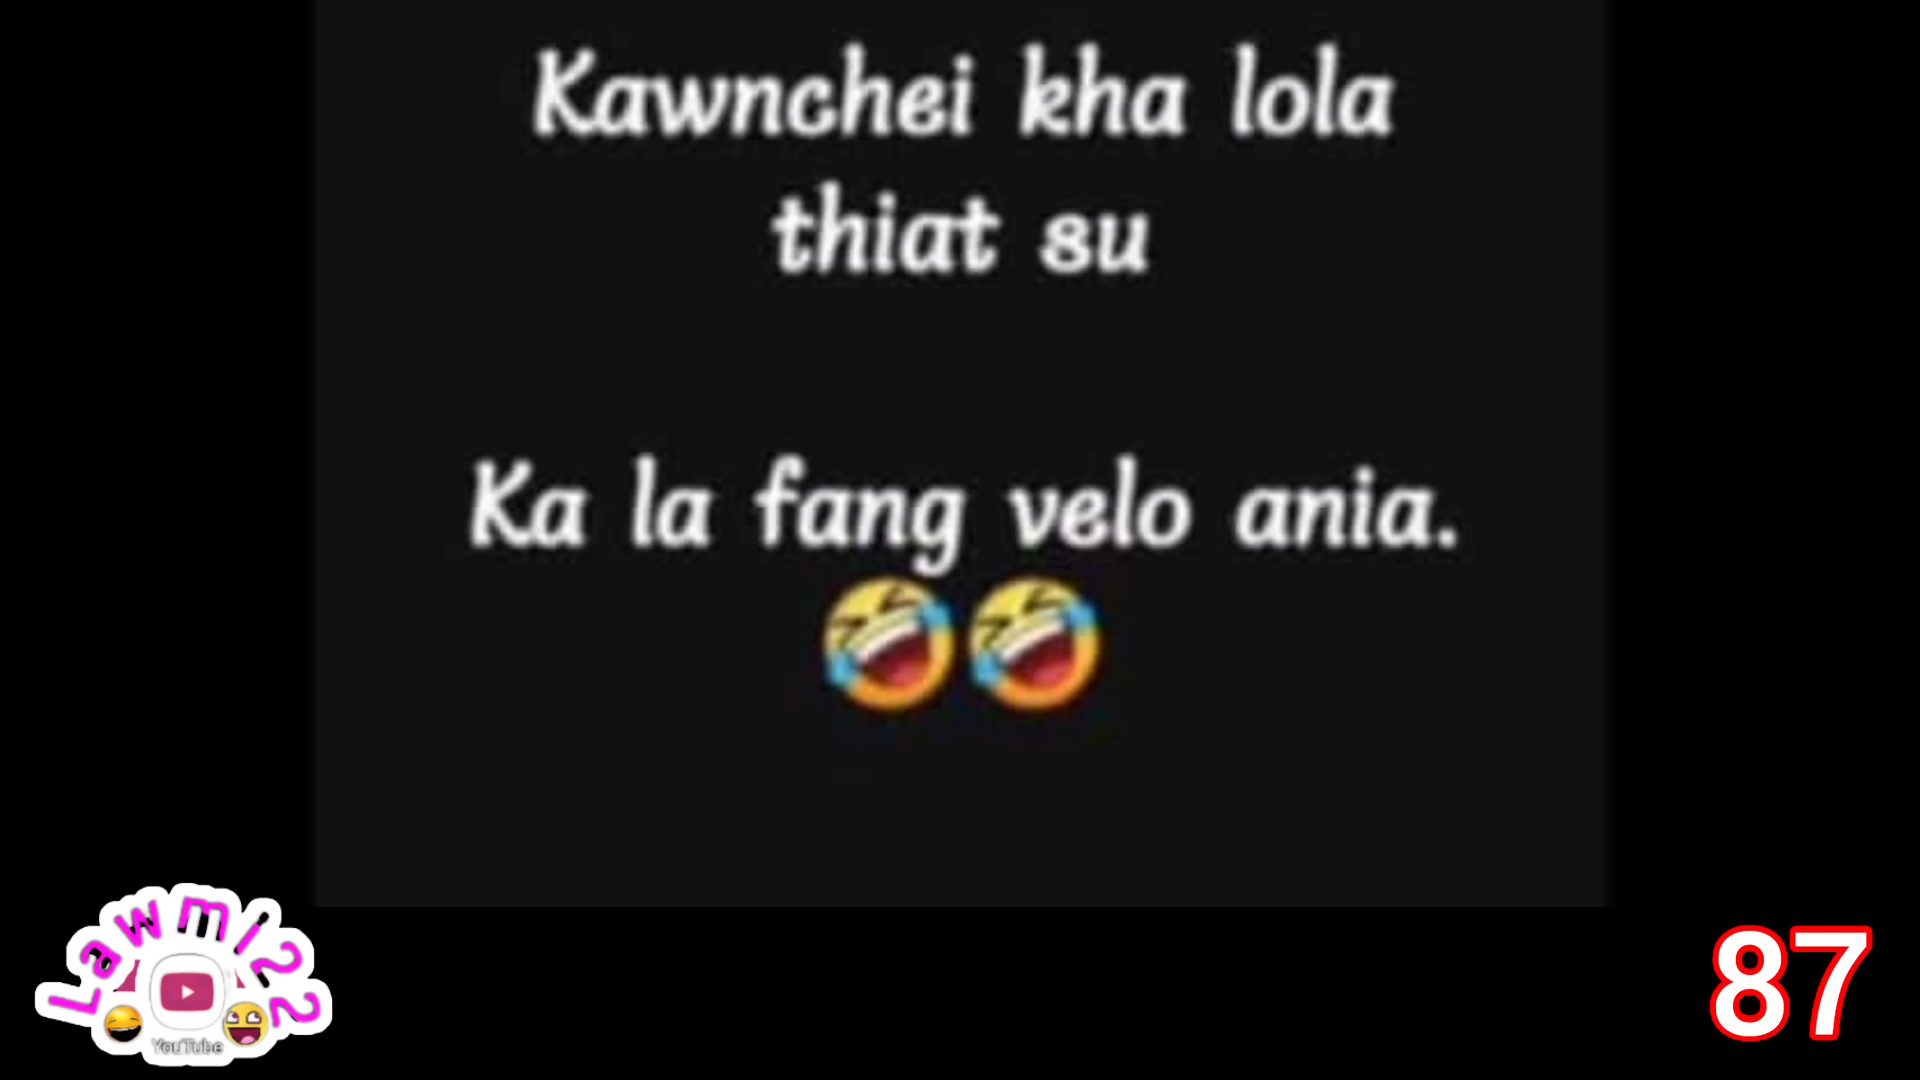 Kawnchei kha lola
thiat su
Ka la fang velo ania.
🤣🤣
Lawmi22
YouTube
87